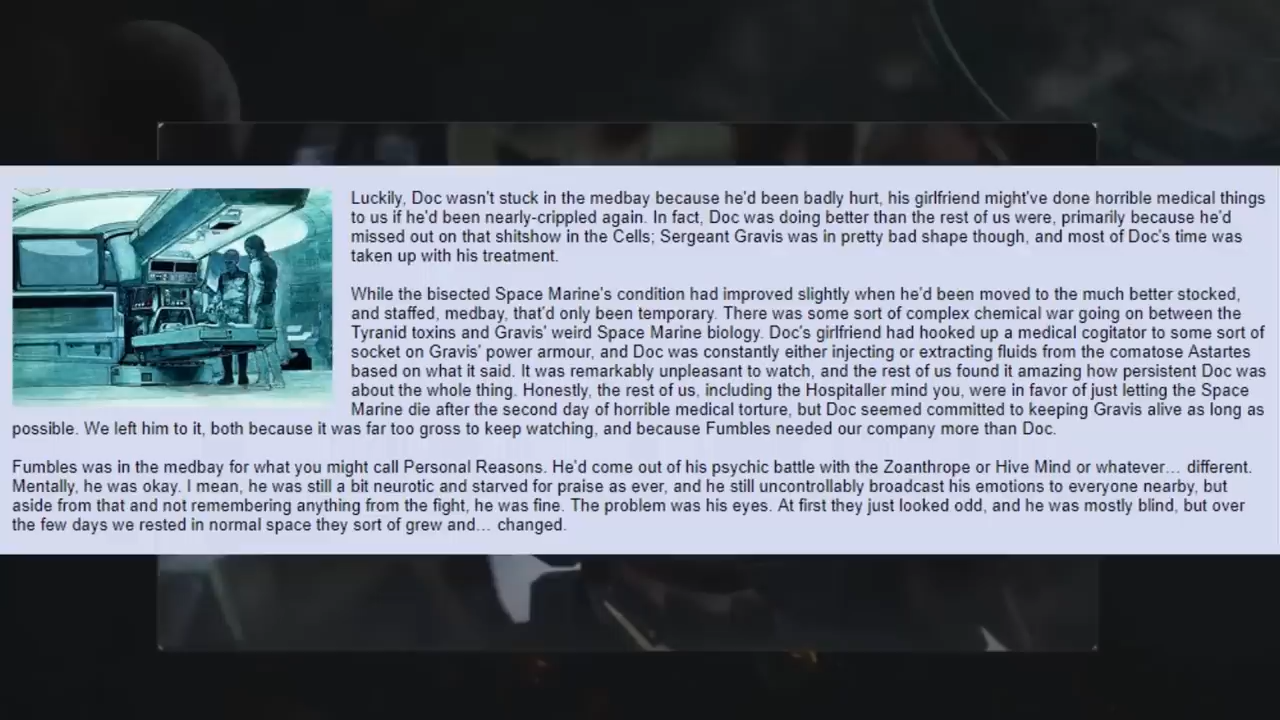 Luckily, Doc wasn't stuck in the medbay because he'd been badly hurt, his girlfriend might've done horrible medical things
to us if he'd been nearly-crippled again. In fact, Doc was doing better than the rest of us were, primarily because he'd
missed out on that shitshow in the Cells; Sergeant Gravis was in pretty bad shape though, and most of Doc's time was
taken up with his treatment.
While the bisected Space Marine's condition had improved slightly when he'd been moved to the much better stocked,
and staffed, medbay, that'd only been temporary. There was some sort of complex chemical war going on between the
Tyranid toxins and Gravis' weird Space Marine biology. Doc's girlfriend had hooked up a medical cogitator to some sort of
socket on Gravis' power armour, and Doc was constantly either injecting or extracting fluids from the comatose Astartes
based on what it said. It was remarkably unpleasant to watch, and the rest of us found it amazing how persistent Doc was
about the whole thing. Honestly, the rest of us, including the Hospitaller mind you, were in favor of just letting the Space
Marine die after the second day of horrible medical torture, but Doc seemed committed to keeping Gravis alive as long as
possible. We left him to it, both because it was far too gross to keep watching, and because Fumbles needed our company more than Doc.
Fumbles was in the medbay for what you might call Personal Reasons. He'd come out of his psychic battle with the Zoanthrope or Hive Mind or whatever… different.
Mentally, he was okay. I mean, he was still a bit neurotic and starved for praise as ever, and he still uncontrollably broadcast his emotions to everyone nearby, but
aside from that and not remembering anything from the fight, he was fine. The problem was his eyes. At first they just looked odd, and he was mostly blind, but over
the few days we rested in normal space they sort of grew and… changed.